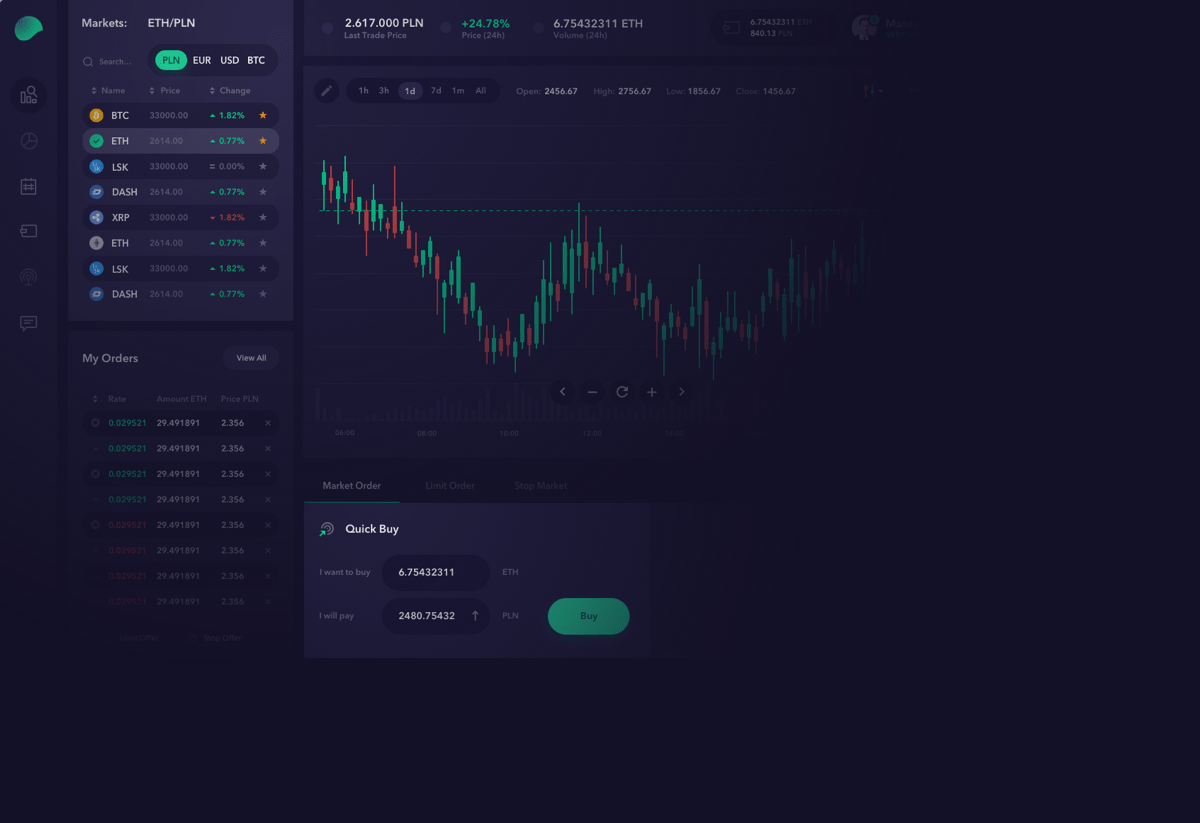 Markets: ETH/PLN
Search...
PLN EUR USD BTC
Name Price Change
BTC 33000.00 1.82%
ETH 2614.00 0.77%
LSK 33000.00 = 0.00%
DASH 2614.00 0.77%
XRP 33000.00 1.82%
ETH 2614.00 0.77%
LSK 33000.00 1.82%
DASH 2614.00 0.77%
My Orders View All
Rate Amount ETH Price PLN
0.029521 29.491891 2.356 ×
0.029521 29.491891 2.356 ×
0.029521 29.491891 2.356 ×
0.029521 29.491891 2.356 ×
0.029521 29.491891 2.356 ×
0.029521 29.491891 2.356 ×
0.029521 29.491891 2.356 ×
0.029521 29.491891 2.356 ×
Limit Offer Stop Offer
2.617.000 PLN
Last Trade Price
+24.78%
Price (24h)
6.75432311 ETH
Volume (24h)
6.75432311 ETH
840.13 PLN
1h 3h 1d 7d 1m All
Open: 2456.67 High: 2756.67 Low: 1856.67 Close: 1456.67
06:00 08:00 10:00 12:00
Market Order Limit Order Stop Market
Quick Buy
I want to buy 6.75432311 ETH
I will pay 2480.75432 PLN
Buy